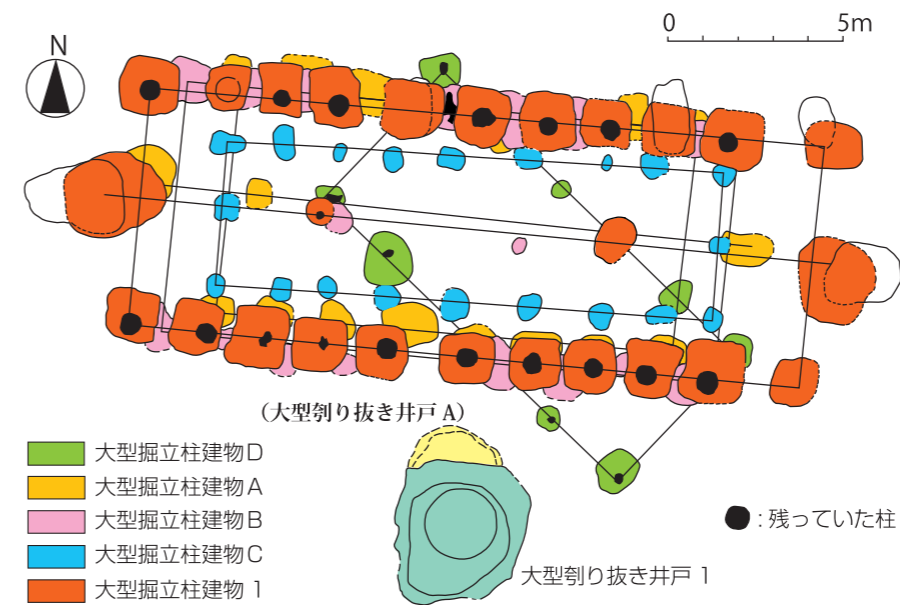 0 5m
N
（大型刳り抜き井戸 A）
大型掘立柱建物D
大型掘立柱建物A
大型掘立柱建物B
大型掘立柱建物C
大型掘立柱建物 1
：残っていた柱
大型刳り抜き井戸 1